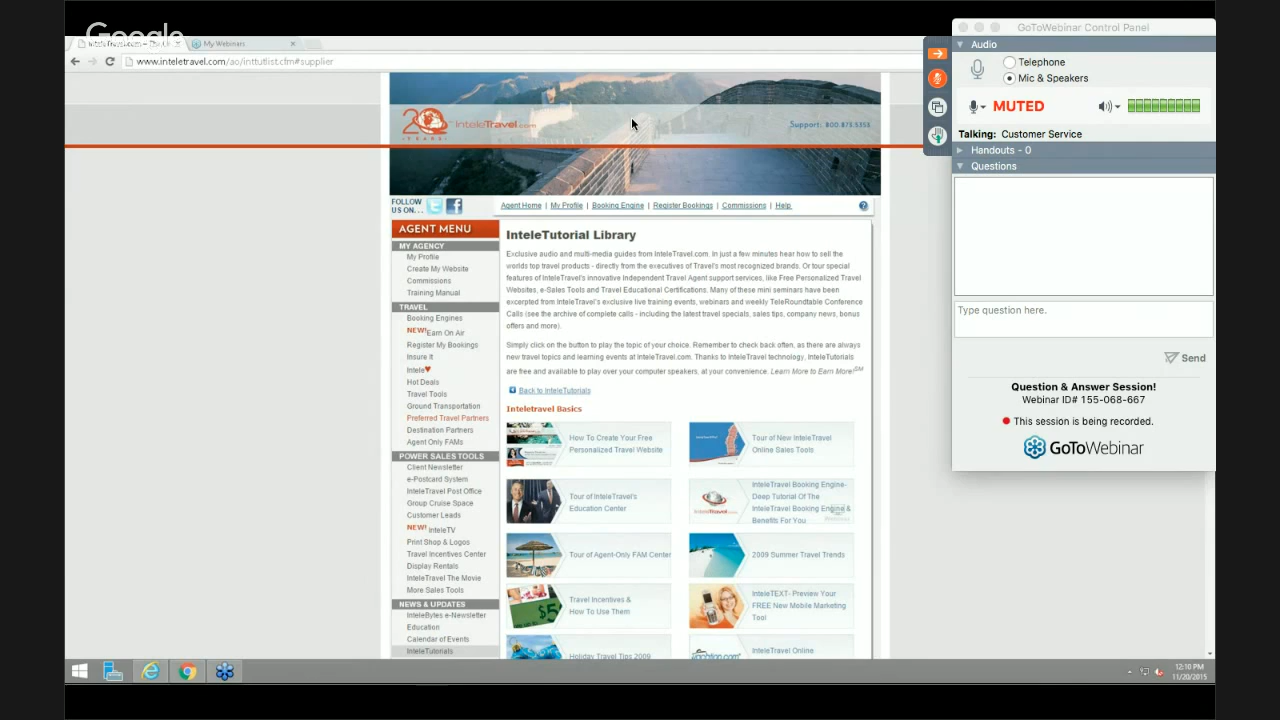 Google
InteleTravel.com
My Webinars
www.inteletravel.com/ao/inttutlist.cfm#supplier
20
YEARS
InteleTravel.com
Support: 800.873.5353
FOLLOW
US ON...
Agent Home | My Profile | Booking Engine | Register Bookings | Commissions | Help
AGENT MENU
MY AGENCY
My Profile
Create My Website
Commissions
Training Manual
TRAVEL
Booking Engines
NEW! Earn On Air
Register My Bookings
Insure It
Intele♥
Hot Deals
Travel Tools
Ground Transportation
Preferred Travel Partners
Destination Partners
Agent Only FAMs
POWER SALES TOOLS
Client Newsletter
e-Postcard System
InteleTravel Post Office
Group Cruise Space
Customer Leads
NEW! InteleTV
Print Shop & Logos
Travel Incentives Center
Display Rentals
InteleTravel The Movie
More Sales Tools
NEWS & UPDATES
InteleBytes e-Newsletter
Education
Calendar of Events
InteleTutorials
InteleTutorial Library
Exclusive audio and multi-media guides from InteleTravel.com. In just a few minutes hear how to sell the
worlds top travel products - directly from the executives of Travel's most recognized brands. Or tour special
features of InteleTravel's innovative Independent Travel Agent support services, like Free Personalized Travel
Websites, e-Sales Tools and Travel Educational Certifications. Many of these mini seminars have been
excerpted from InteleTravel's exclusive live training events, webinars and weekly TeleRoundtable Conference
Calls (see the archive of complete calls - including the latest travel specials, sales tips, company news, bonus
offers and more).
Simply click on the button to play the topic of your choice. Remember to check back often, as there are always
new travel topics and learning events at InteleTravel.com. Thanks to InteleTravel technology, InteleTutorials
are free and available to play over your computer speakers, at your convenience. Learn More to Earn More!SM
Back to InteleTutorials
Inteletravel Basics
How To Create Your Free
Personalized Travel Website
Tour of New InteleTravel
Online Sales Tools
Tour of InteleTravel's
Education Center
InteleTravel Booking Engine-
Deep Tutorial Of The
InteleTravel Booking Engine &
Benefits For You
Tour of Agent-Only FAM Center
2009 Summer Travel Trends
Travel Incentives &
How To Use Them
InteleTEXT- Preview Your
FREE New Mobile Marketing
Tool
Holiday Travel Tips 2009
InteleTravel Online
GoToWebinar Control Panel
Audio
Telephone
Mic & Speakers
MUTED
Talking: Customer Service
Handouts - 0
Questions
Type question here.
Send
Question & Answer Session!
Webinar ID# 155-068-667
This session is being recorded.
GoToWebinar
12:10 PM
11/20/2015